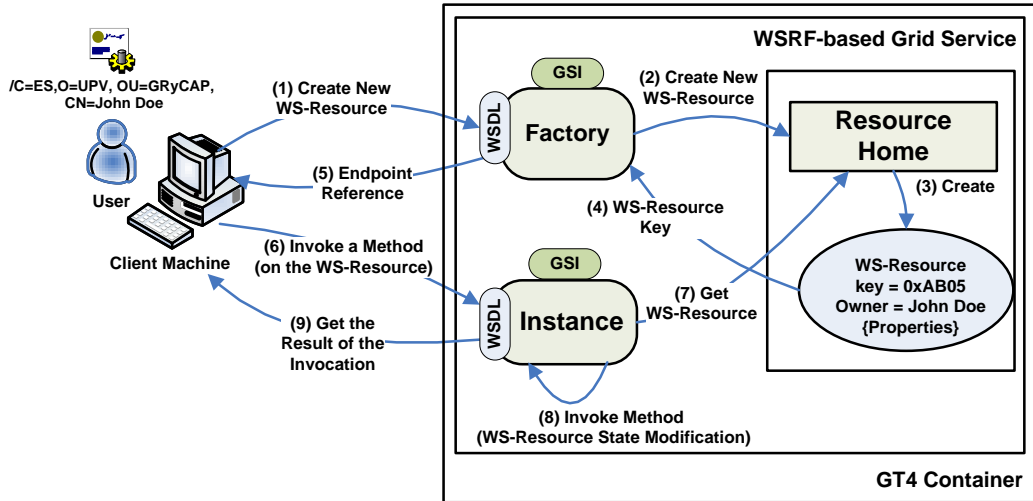 WSRF-based Grid Service
/C=ES,O=UPV, OU=GRyCAP,
CN=John Doe
User
Client Machine
(1) Create New
WS-Resource
GSI
WSDL
Factory
(2) Create New
WS-Resource
Resource
Home
(3) Create
(4) WS-Resource
Key
(5) Endpoint
Reference
(6) Invoke a Method
(on the WS-Resource)
GSI
WSDL
Instance
(7) Get
WS-Resource
WS-Resource
key = 0xAB05
Owner = John Doe
{Properties}
(8) Invoke Method
(WS-Resource State Modification)
(9) Get the
Result of the
Invocation
GT4 Container